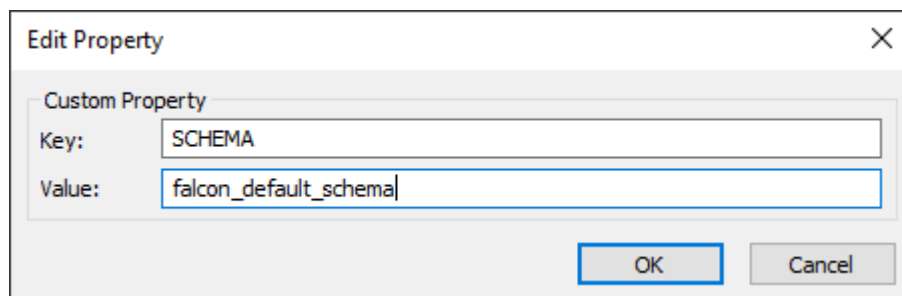 Edit Property
Custom Property
Key: SCHEMA
Value: falcon_default_schema
OK Cancel